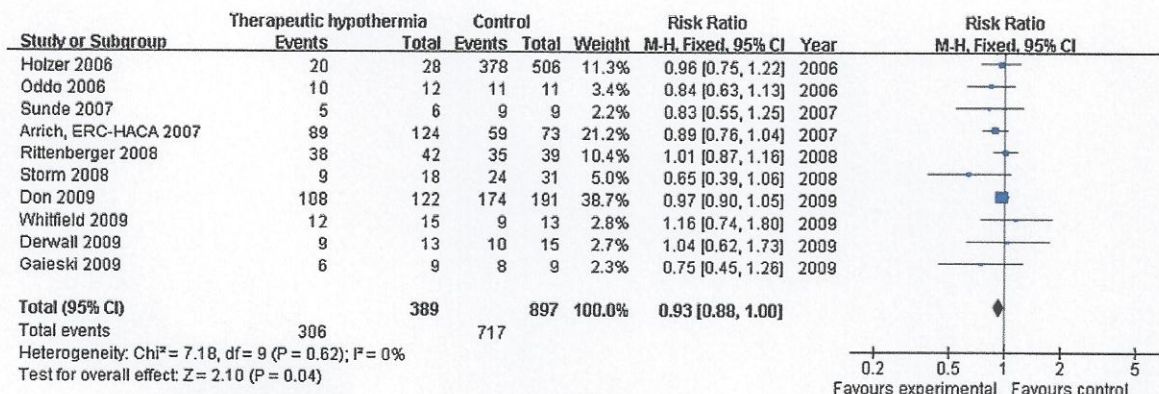 Therapeutic hypothermia Control Risk Ratio Risk Ratio
Study or Subgroup Events Total Events Total Weight M-H, Fixed, 95% CI Year M-H, Fixed, 95% CI
Holzer 2006 20 28 378 506 11.3% 0.96 [0.75, 1.22] 2006
Oddo 2006 10 12 11 11 3.4% 0.84 [0.63, 1.13] 2006
Sunde 2007 5 6 9 9 2.2% 0.83 [0.55, 1.25] 2007
Arrich, ERC-HACA 2007 89 124 59 73 21.2% 0.89 [0.76, 1.04] 2007
Rittenberger 2008 38 42 35 39 10.4% 1.01 [0.87, 1.16] 2008
Storm 2008 9 18 24 31 5.0% 0.65 [0.39, 1.06] 2008
Don 2009 108 122 174 191 38.7% 0.97 [0.90, 1.05] 2009
Whitfield 2009 12 15 9 13 2.8% 1.16 [0.74, 1.80] 2009
Derwall 2009 9 13 10 15 2.7% 1.04 [0.62, 1.73] 2009
Gaieski 2009 6 9 8 9 2.3% 0.75 [0.45, 1.26] 2009
Total (95% CI) 389 897 100.0% 0.93 [0.88, 1.00]
Total events 306 717
Heterogeneity: Chi² = 7.18, df = 9 (P = 0.62); I² = 0%
Test for overall effect: Z = 2.10 (P = 0.04)
0.2 0.5 1 2 5
Favours experimental Favours control